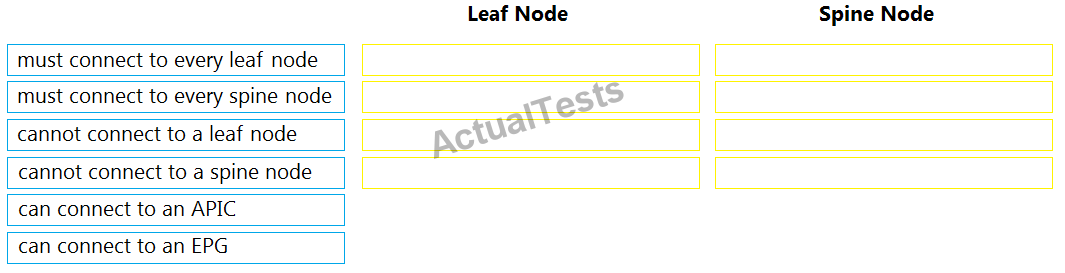 Leaf Node Spine Node
must connect to every leaf node
must connect to every spine node
cannot connect to a leaf node
cannot connect to a spine node
can connect to an APIC
can connect to an EPG
ActualTests